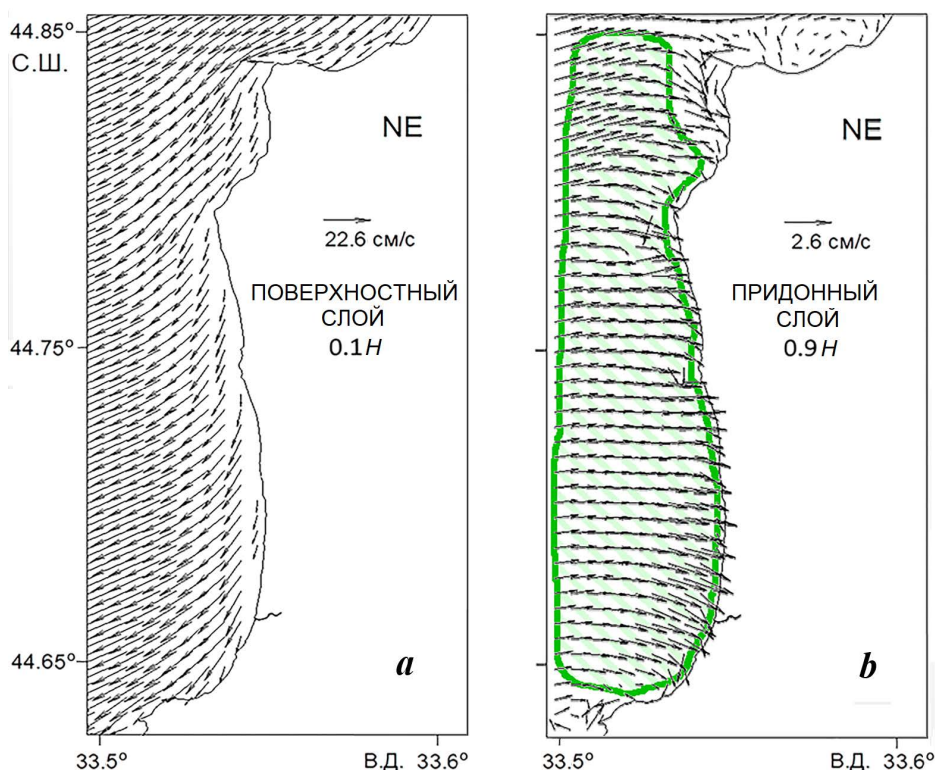 44.85°
С.Ш.
NE
22.6 см/с
ПОВЕРХНОСТНЫЙ
СЛОЙ
0.1H
44.75°
44.65°
a
33.5°
В.Д.
33.6°
NE
2.6 см/с
ПРИДОННЫЙ
СЛОЙ
0.9H
b
33.5°
В.Д.
33.6°